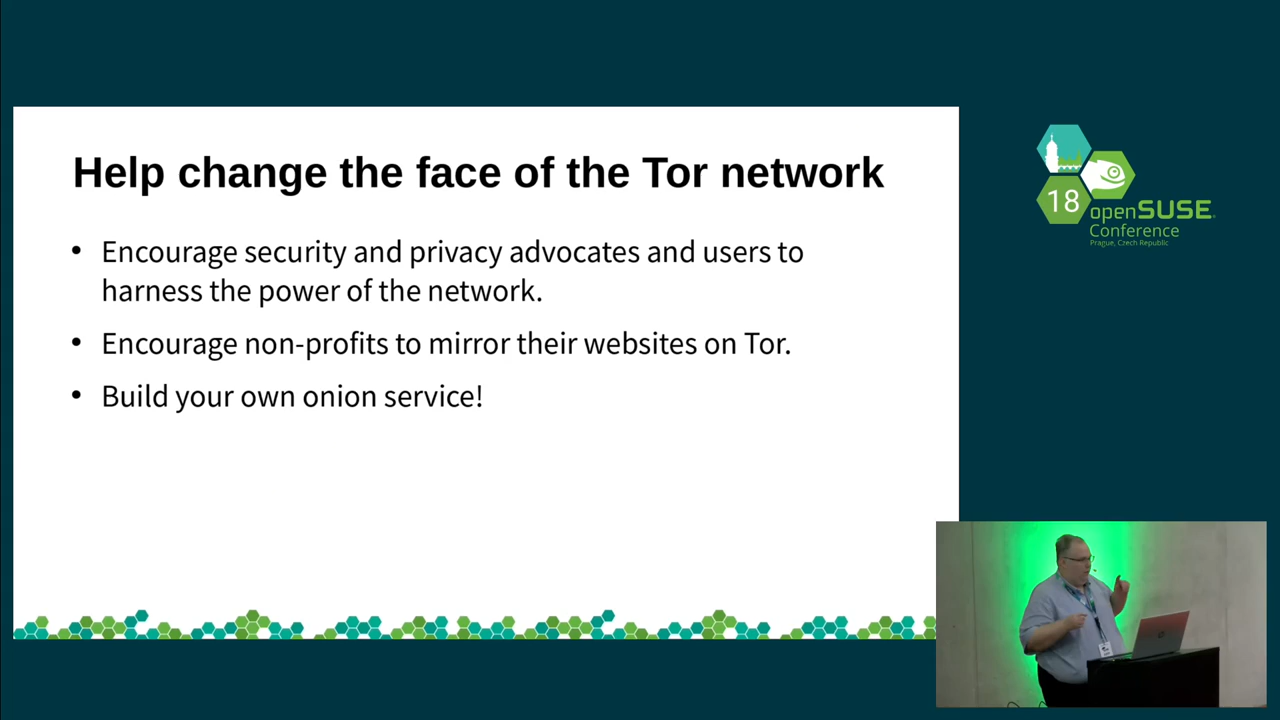 Help change the face of the Tor network
• Encourage security and privacy advocates and users to
harness the power of the network.
• Encourage non-profits to mirror their websites on Tor.
• Build your own onion service!
18
openSUSE
Conference
Prague, Czech Republic